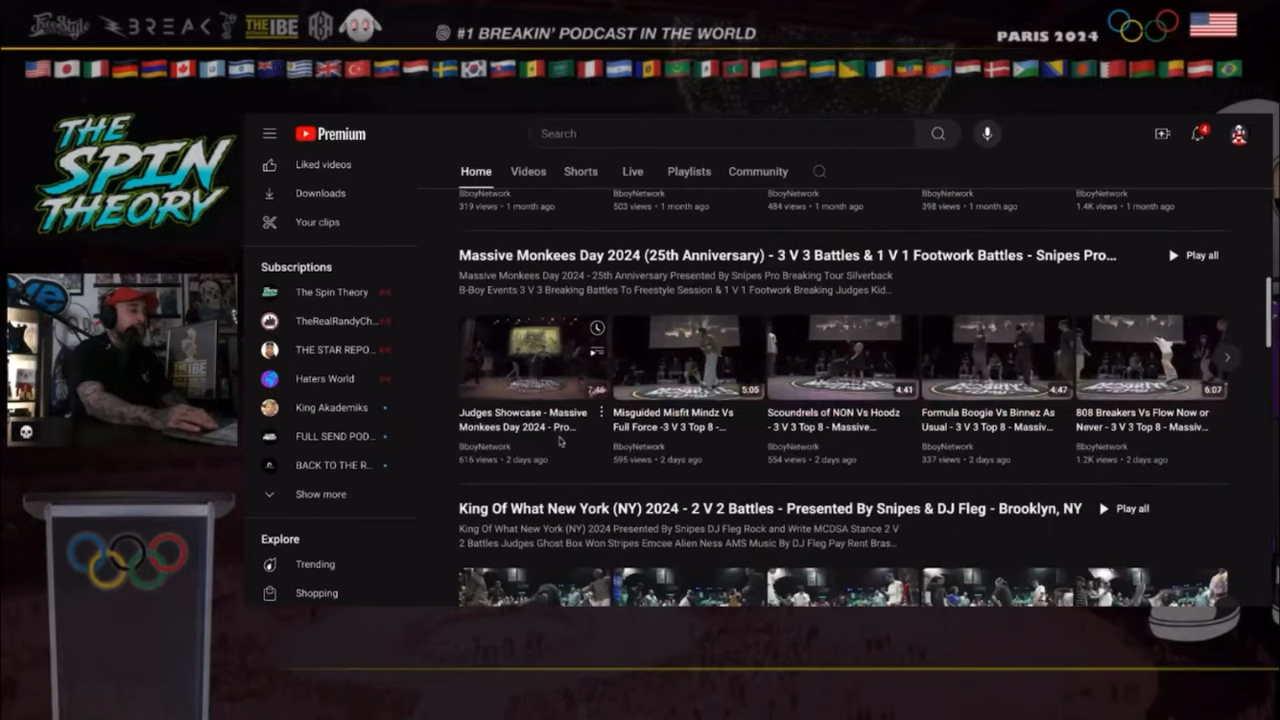 FreeStyle
BREAK
THE IBE
#1 BREAKIN' PODCAST IN THE WORLD
PARIS 2024
THE
SPIN
THEORY
Premium
Search
4
Liked videos
Downloads
Your clips
Subscriptions
The Spin Theory
TheRealRandyCh...
THE STAR REPO...
Haters World
King Akademiks
FULL SEND POD...
BACK TO THE R...
Show more
Explore
Trending
Shopping
Home Videos Shorts Live Playlists Community
BboyNetwork BboyNetwork BboyNetwork BboyNetwork BboyNetwork
319 views • 1 month ago 503 views • 1 month ago 484 views • 1 month ago 398 views • 1 month ago 1.4K views • 1 month ago
Massive Monkees Day 2024 (25th Anniversary) - 3 V 3 Battles & 1 V 1 Footwork Battles - Snipes Pro... Play all
Massive Monkees Day 2024 - 25th Anniversary Presented By Snipes Pro Breaking Tour Silverback
B-Boy Events 3 V 3 Breaking Battles To Freestyle Session & 1 V 1 Footwork Breaking Judges Kid...
7:48 5:05 4:41 4:47 6:07
Judges Showcase - Massive
Monkees Day 2024 - Pro...
BboyNetwork
616 views • 2 days ago
Misguided Misfit Mindz Vs
Full Force -3 V 3 Top 8 -...
BboyNetwork
595 views • 2 days ago
Scoundrels of NON Vs Hoodz
- 3 V 3 Top 8 - Massive...
BboyNetwork
554 views • 2 days ago
Formula Boogie Vs Binnez As
Usual - 3 V 3 Top 8 - Massiv...
BboyNetwork
337 views • 2 days ago
808 Breakers Vs Flow Now or
Never - 3 V 3 Top 8 - Massiv...
BboyNetwork
1.2K views • 2 days ago
King Of What New York (NY) 2024 - 2 V 2 Battles - Presented By Snipes & DJ Fleg - Brooklyn, NY Play all
King Of What New York (NY) 2024 Presented By Snipes DJ Fleg Rock and Write MCDSA Stance 2 V
2 Battles Judges Ghost Box Won Stripes Emcee Alien Ness AMS Music By DJ Fleg Pay Rent Bras...
THE IBE